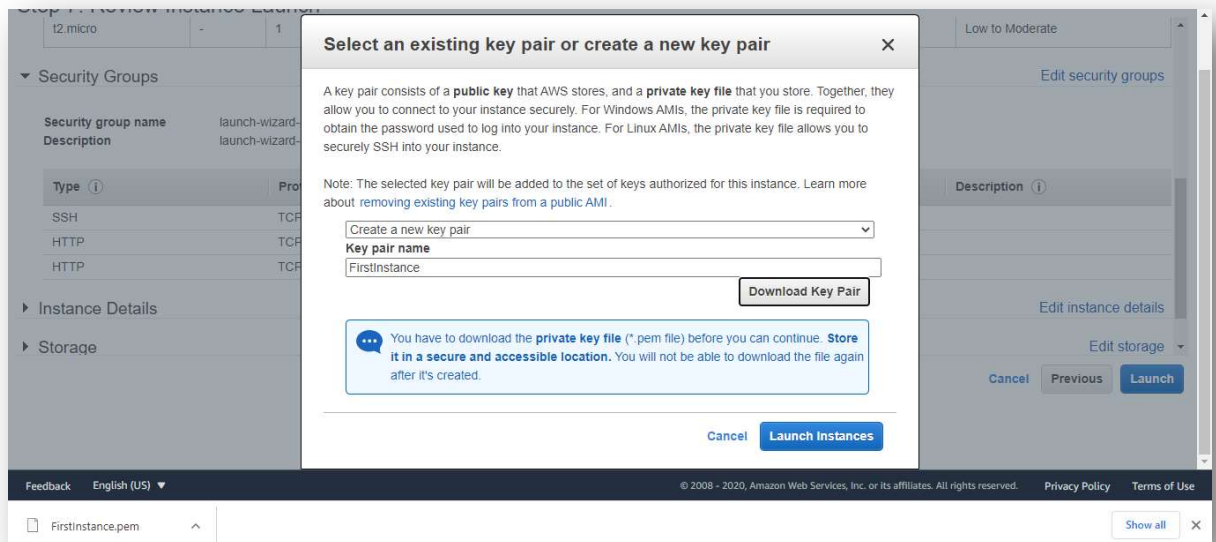 Step 7: Review Instance Launch
t2.micro - 1 Low to Moderate
Security Groups Edit security groups
Security group name launch-wizard-
Description launch-wizard-
Type Pro Description
SSH TCP
HTTP TCP
HTTP TCP
Instance Details Edit instance details
Storage Edit storage
Cancel Previous Launch
Select an existing key pair or create a new key pair
A key pair consists of a public key that AWS stores, and a private key file that you store. Together, they
allow you to connect to your instance securely. For Windows AMIs, the private key file is required to
obtain the password used to log into your instance. For Linux AMIs, the private key file allows you to
securely SSH into your instance.
Note: The selected key pair will be added to the set of keys authorized for this instance. Learn more
about removing existing key pairs from a public AMI.
Create a new key pair
Key pair name
FirstInstance
Download Key Pair
You have to download the private key file (*.pem file) before you can continue. Store
it in a secure and accessible location. You will not be able to download the file again
after it's created.
Cancel Launch Instances
Feedback English (US) © 2008 - 2020, Amazon Web Services, Inc. or its affiliates. All rights reserved. Privacy Policy Terms of Use
FirstInstance.pem Show all